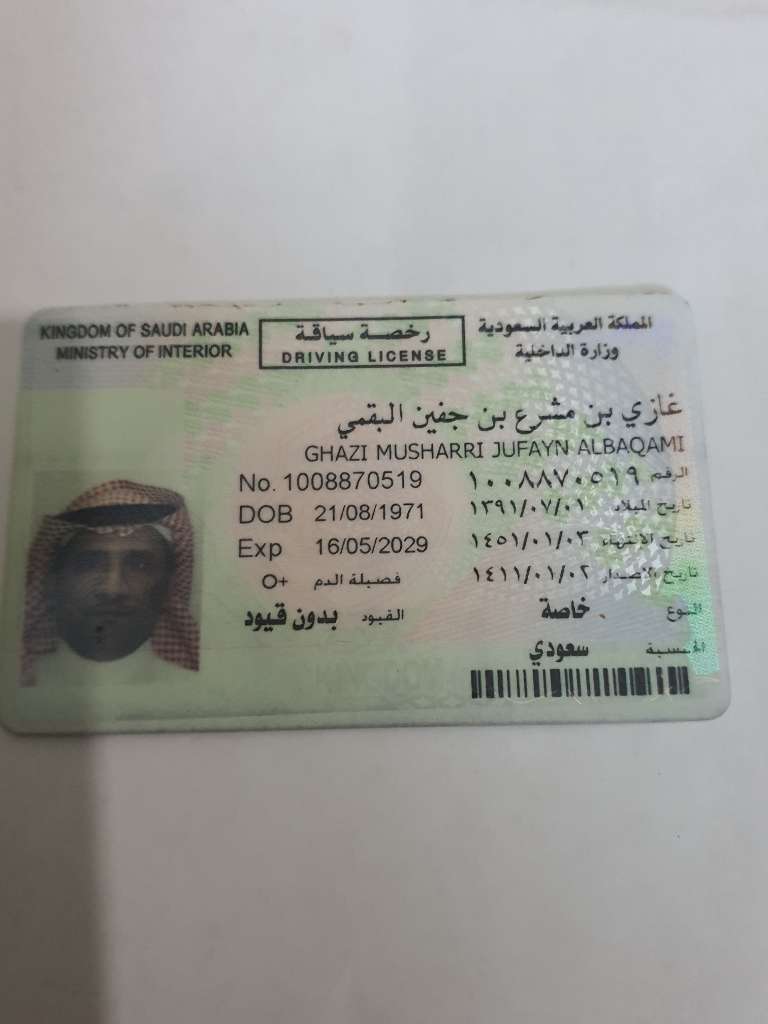 KINGDOM OF SAUDI ARABIA
MINISTRY OF INTERIOR
رخصة سياقة
DRIVING LICENSE
المملكة العربية السعودية
وزارة الداخلية
غازي بن مشرع بن جفين البقمي
GHAZI MUSHARRI JUFAYN ALBAQAMI
No. 1008870519 الرقم ١٠٠٨٨٧٠٥١٩
DOB 21/08/1971 تاريخ الميلاد ١٣٩١/٠٧/٠١
Exp 16/05/2029 تاريخ الانتهاء ١٤٥١/٠١/٠٣
فصيلة الدم O+ تاريخ الاصدار ١٤١١/٠١/٠٢
النوع خاصة القيود بدون قيود
الجنسية سعودي